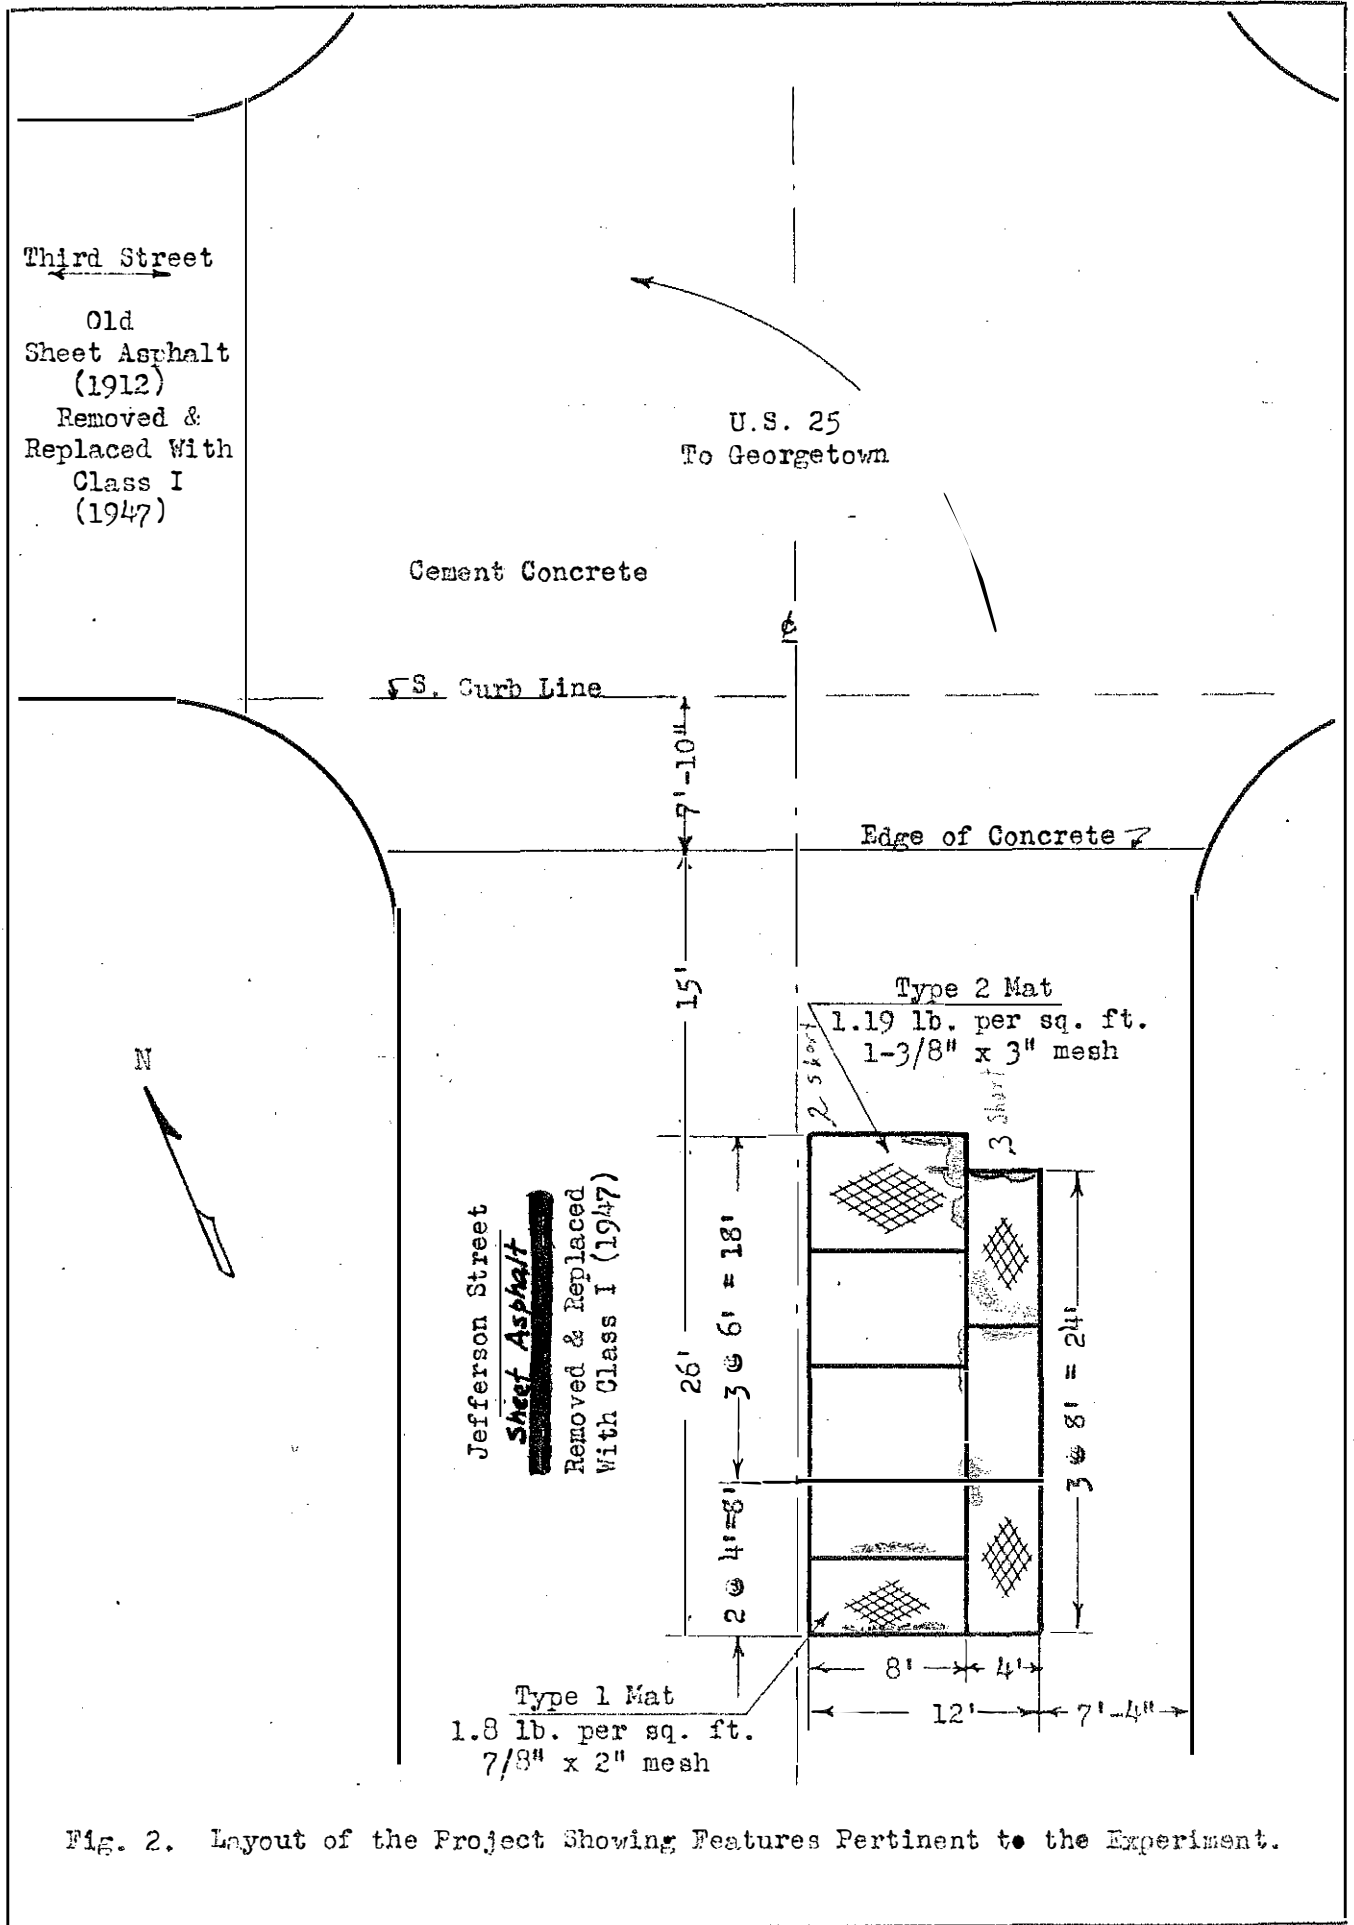 Third Street
Old
Sheet Asphalt
(1912)
Removed &
Replaced With
Class I
(1947)
U.S. 25
To Georgetown
Cement Concrete
℄
S. Curb Line
7'-10"
Edge of Concrete
15'
Type 2 Mat
1.19 lb. per sq. ft.
1-3/8" x 3" mesh
2 short
3 short
N
Jefferson Street
Sheet Asphalt
Removed & Replaced
With Class I (1947)
26'
3 @ 6' = 18'
2 @ 4'=8'
3 @ 8' = 24'
8'
4'
12'
7'-4"
Type 1 Mat
1.8 lb. per sq. ft.
7/8" x 2" mesh
Fig. 2. Layout of the Project Showing Features Pertinent to the Experiment.